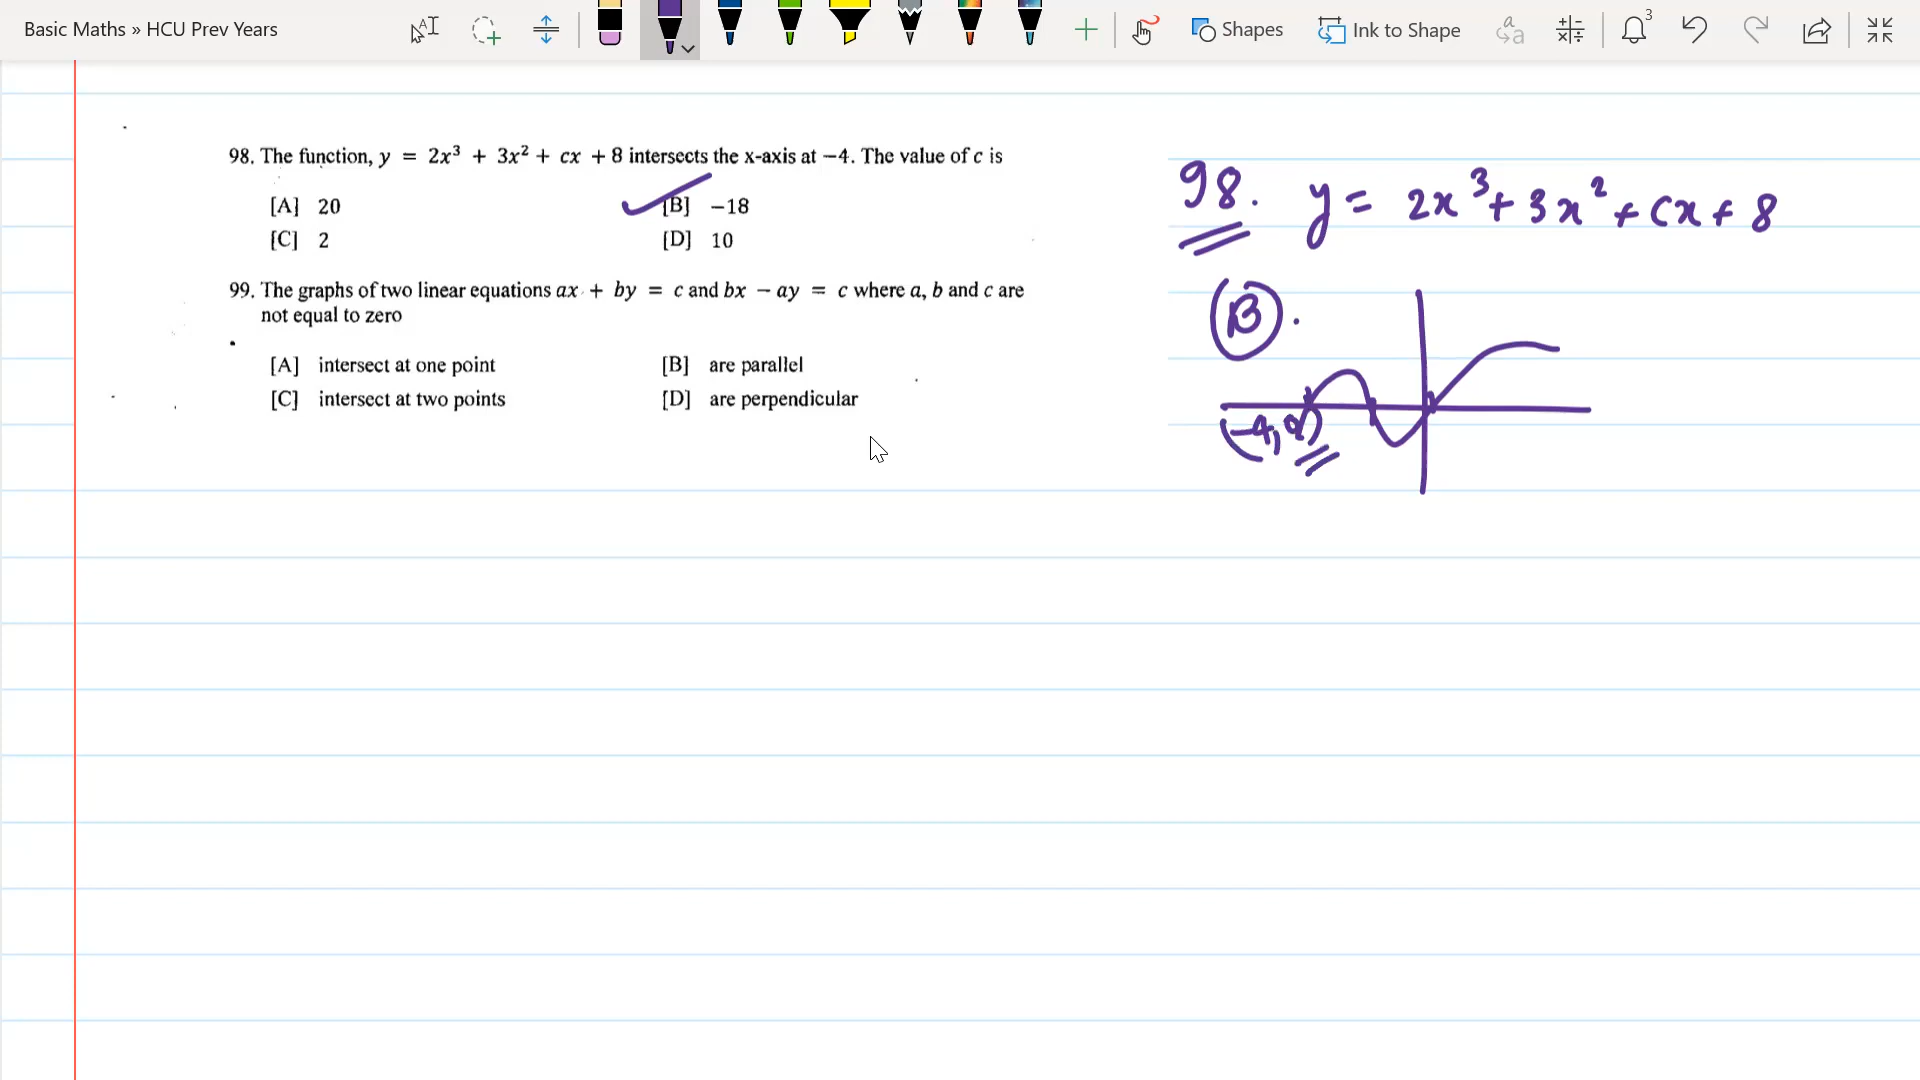 Basic Maths » HCU Prev Years
Shapes
Ink to Shape
3
98. The function, y = 2x³ + 3x² + cx + 8 intersects the x-axis at −4. The value of c is
[A] 20 [B] −18
[C] 2 [D] 10
99. The graphs of two linear equations ax + by = c and bx − ay = c where a, b and c are
not equal to zero
[A] intersect at one point [B] are parallel
[C] intersect at two points [D] are perpendicular
98. y = 2x³ + 3x² + cx + 8
(B).
(-4, 0)